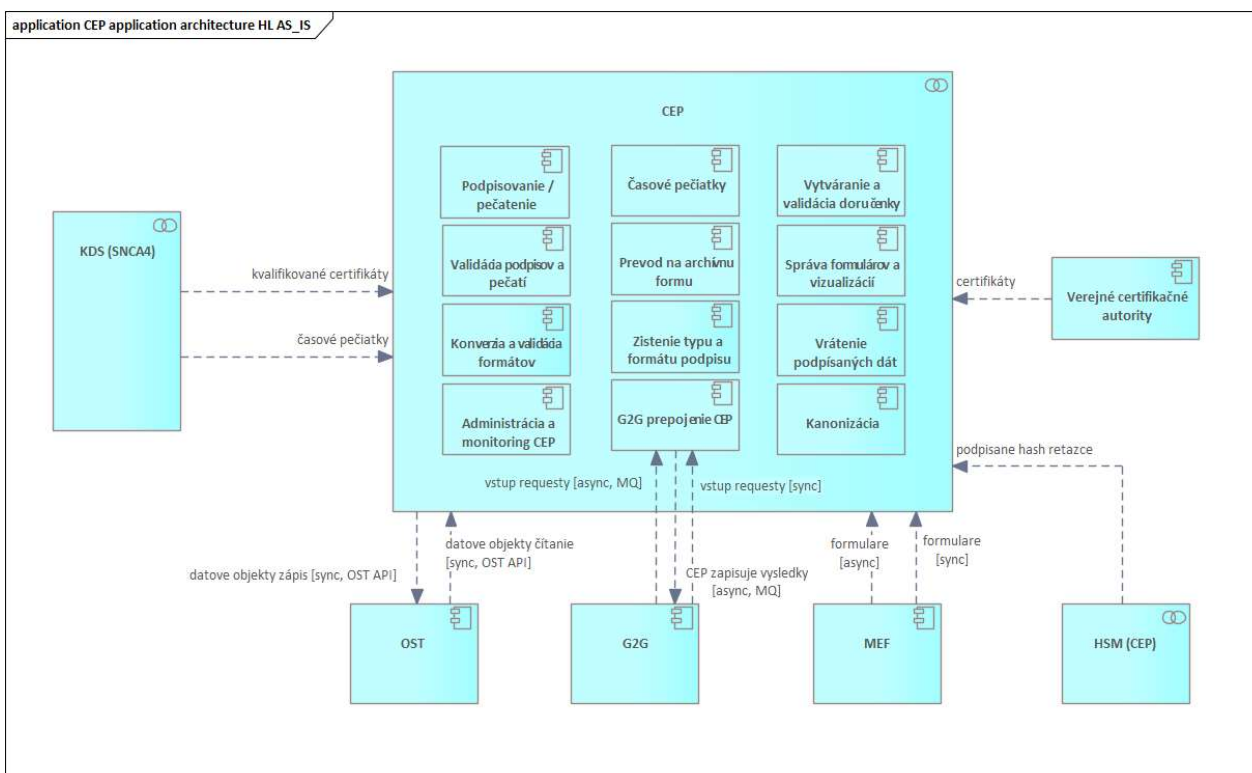 application CEP application architecture HL AS_IS
CEP
Podpisovanie /
pečatenie
Časové pečiatky
Vytváranie a
validácia doručenky
Validácia podpisov a
pečatí
Prevod na archívnu
formu
Správa formulárov a
vizualizácií
Konverzia a validácia
formátov
Zistenie typu a
formátu podpisu
Vrátenie
podpísaných dát
Administrácia a
monitoring CEP
G2G prepojenie CEP
Kanonizácia
KDS (SNCA4)
kvalifikované certifikáty
časové pečiatky
certifikáty
Verejné certifikačné
autority
podpisane hash retazce
vstup requesty [async, MQ]
vstup requesty [sync]
datove objekty zápis [sync, OST API]
datove objekty čítanie
[sync, OST API]
CEP zapisuje vysledky
[async, MQ]
formulare
[async]
formulare
[sync]
OST
G2G
MEF
HSM (CEP)